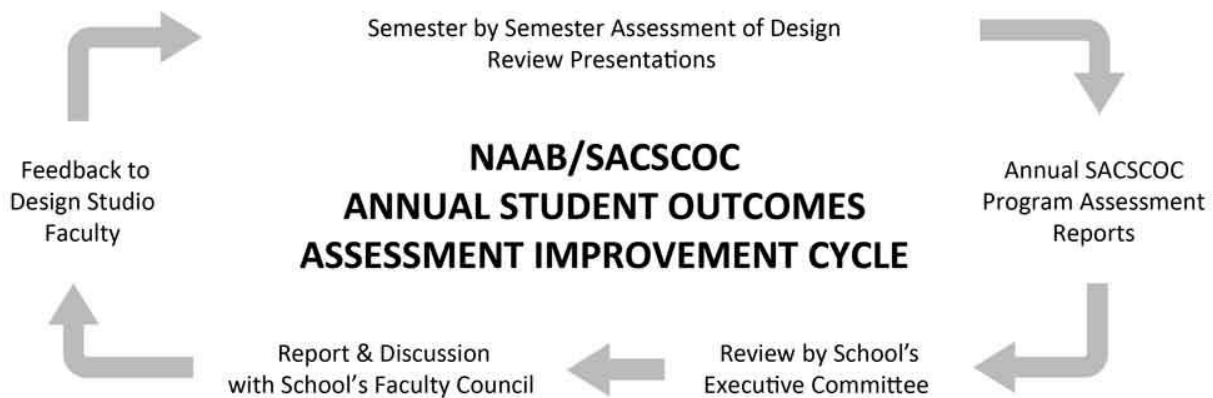 Semester by Semester Assessment of Design
Review Presentations
NAAB/SACSCOC
ANNUAL STUDENT OUTCOMES
ASSESSMENT IMPROVEMENT CYCLE
Feedback to
Design Studio
Faculty
Annual SACSCOC
Program Assessment
Reports
Report & Discussion
with School's Faculty Council
Review by School's
Executive Committee